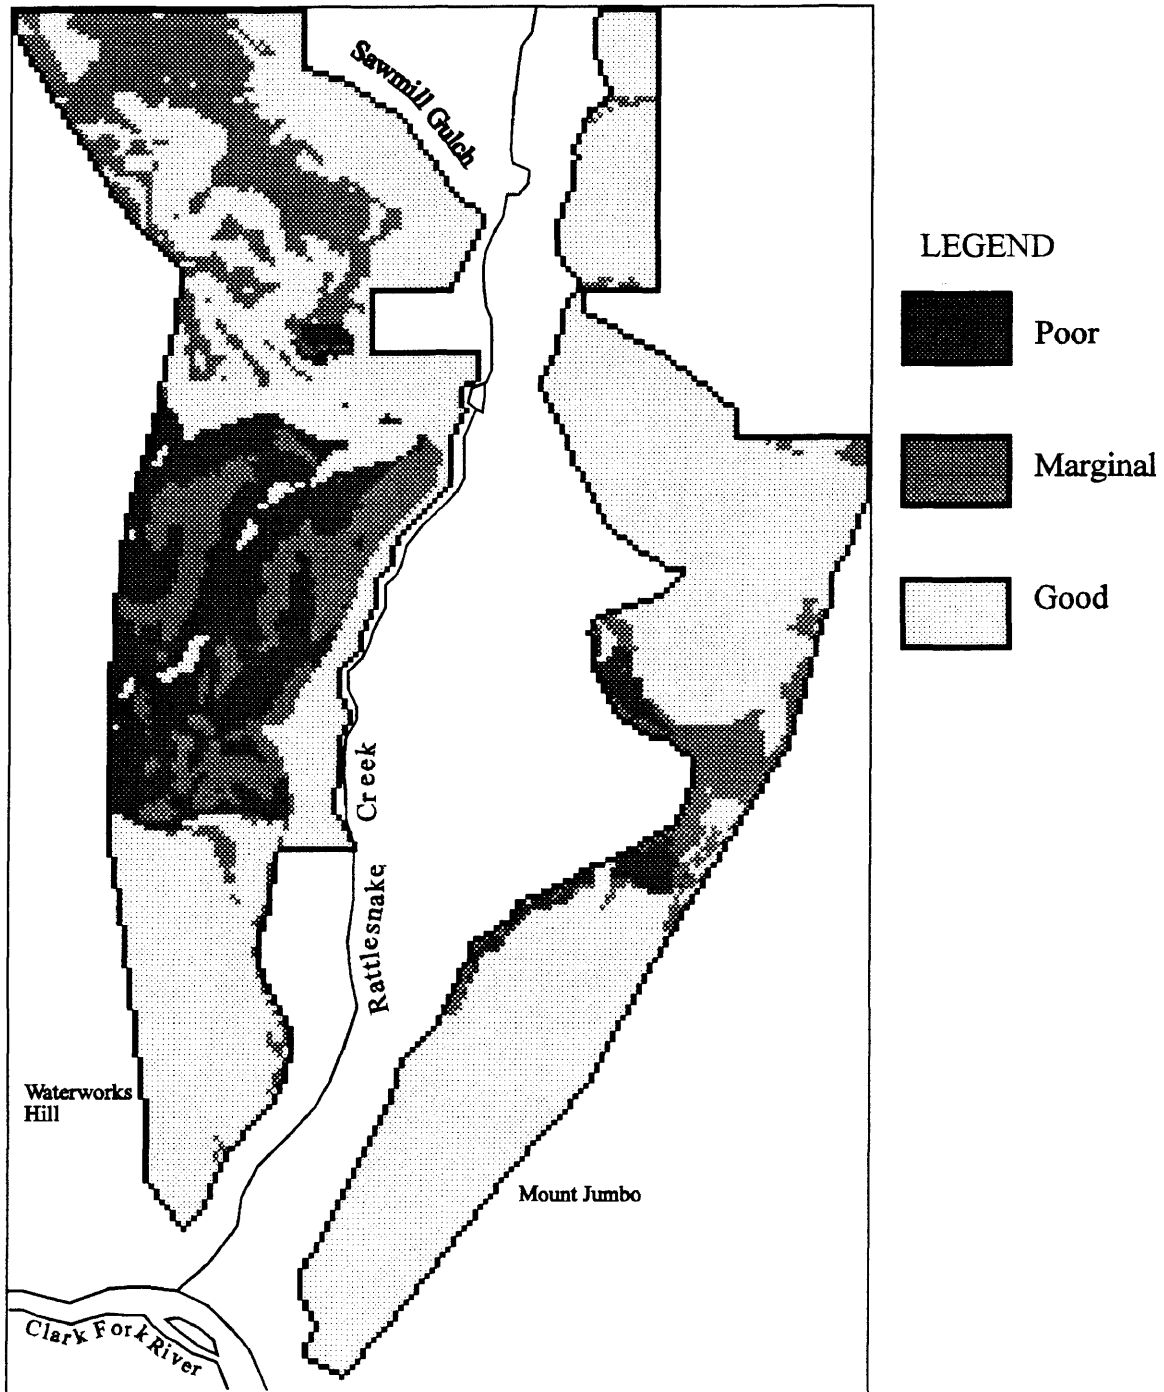 Sawmill Gulch
LEGEND
Poor
Marginal
Good
Rattlesnake Creek
Waterworks
Hill
Mount Jumbo
Clark Fork River